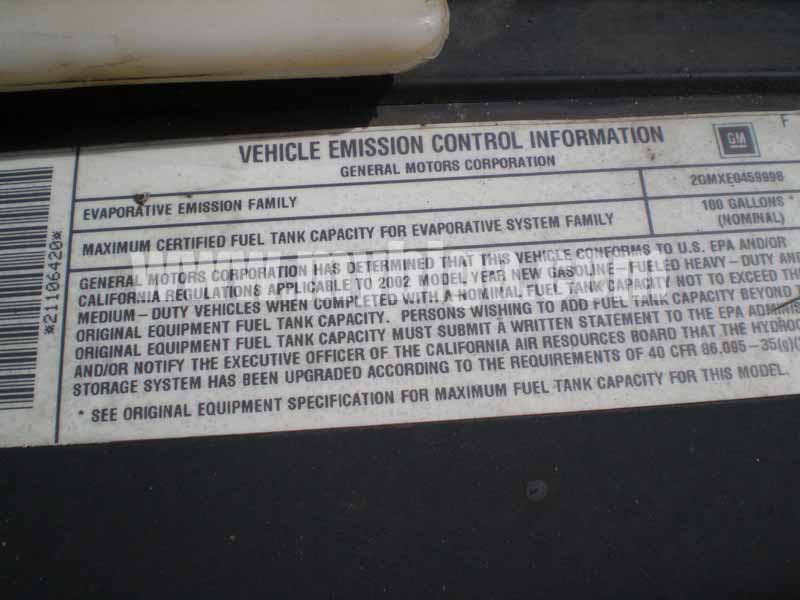 VEHICLE EMISSION CONTROL INFORMATION
GENERAL MOTORS CORPORATION
GM
F
EVAPORATIVE EMISSION FAMILY
2GMXE0459998
MAXIMUM CERTIFIED FUEL TANK CAPACITY FOR EVAPORATIVE SYSTEM FAMILY
100 GALLONS *
(NOMINAL)
GENERAL MOTORS CORPORATION HAS DETERMINED THAT THIS VEHICLE CONFORMS TO U.S. EPA AND/OR
CALIFORNIA REGULATIONS APPLICABLE TO 2002 MODEL YEAR NEW GASOLINE-FUELED HEAVY-DUTY AND
MEDIUM-DUTY VEHICLES WHEN COMPLETED WITH A NOMINAL FUEL TANK CAPACITY NOT TO EXCEED THE
ORIGINAL EQUIPMENT FUEL TANK CAPACITY. PERSONS WISHING TO ADD FUEL TANK CAPACITY BEYOND
ORIGINAL EQUIPMENT FUEL TANK CAPACITY MUST SUBMIT A WRITTEN STATEMENT TO THE EPA
AND/OR NOTIFY THE EXECUTIVE OFFICER OF THE CALIFORNIA AIR RESOURCES BOARD THAT THE
STORAGE SYSTEM HAS BEEN UPGRADED ACCORDING TO THE REQUIREMENTS OF 40 CFR 86.095-35(g)(
* SEE ORIGINAL EQUIPMENT SPECIFICATION FOR MAXIMUM FUEL TANK CAPACITY FOR THIS MODEL.
*21106420*